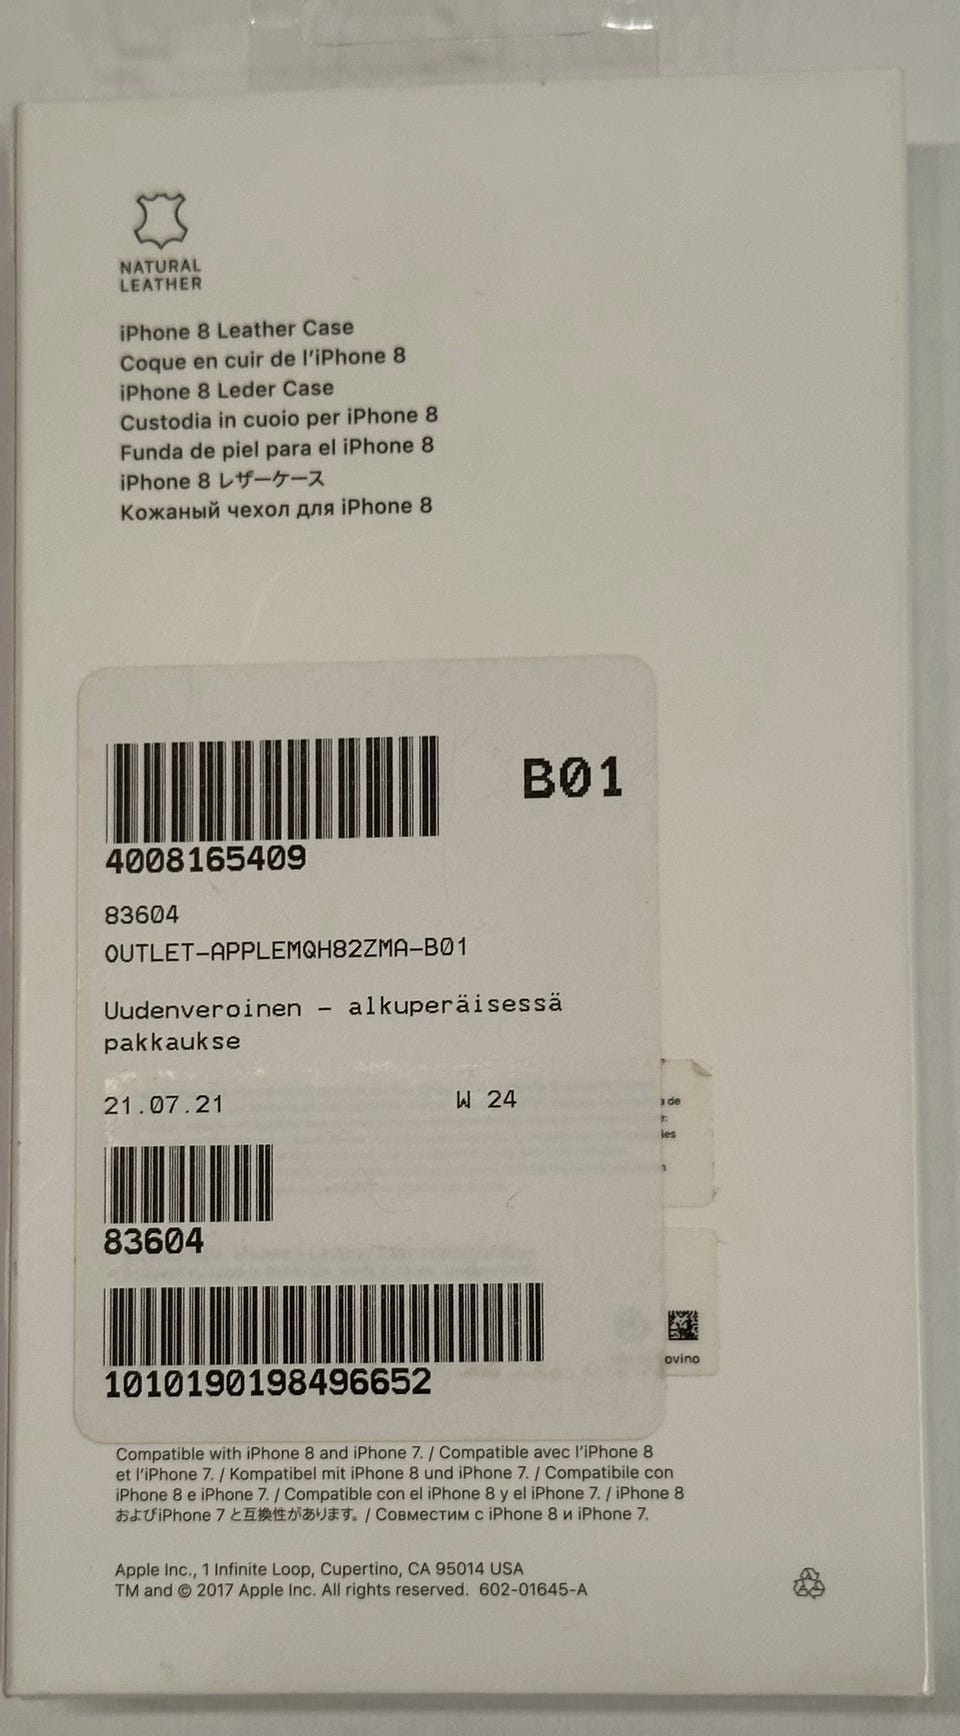 NATURAL
LEATHER
iPhone 8 Leather Case
Coque en cuir de l'iPhone 8
iPhone 8 Leder Case
Custodia in cuoio per iPhone 8
Funda de piel para el iPhone 8
iPhone 8 レザーケース
Кожаный чехол для iPhone 8
B01
4008165409
83604
OUTLET-APPLEMQH82ZMA-B01
Uudenveroinen - alkuperäisessä
pakkaukse
21.07.21 W 24
de
83604
ovino
1010190198496652
Compatible with iPhone 8 and iPhone 7. / Compatible avec l'iPhone 8
et l'iPhone 7. / Kompatibel mit iPhone 8 und iPhone 7. / Compatibile con
iPhone 8 e iPhone 7. / Compatible con el iPhone 8 y el iPhone 7. / iPhone 8
およびiPhone 7 と互換性があります。 / Совместим с iPhone 8 и iPhone 7.
Apple Inc., 1 Infinite Loop, Cupertino, CA 95014 USA
TM and © 2017 Apple Inc. All rights reserved. 602-01645-A